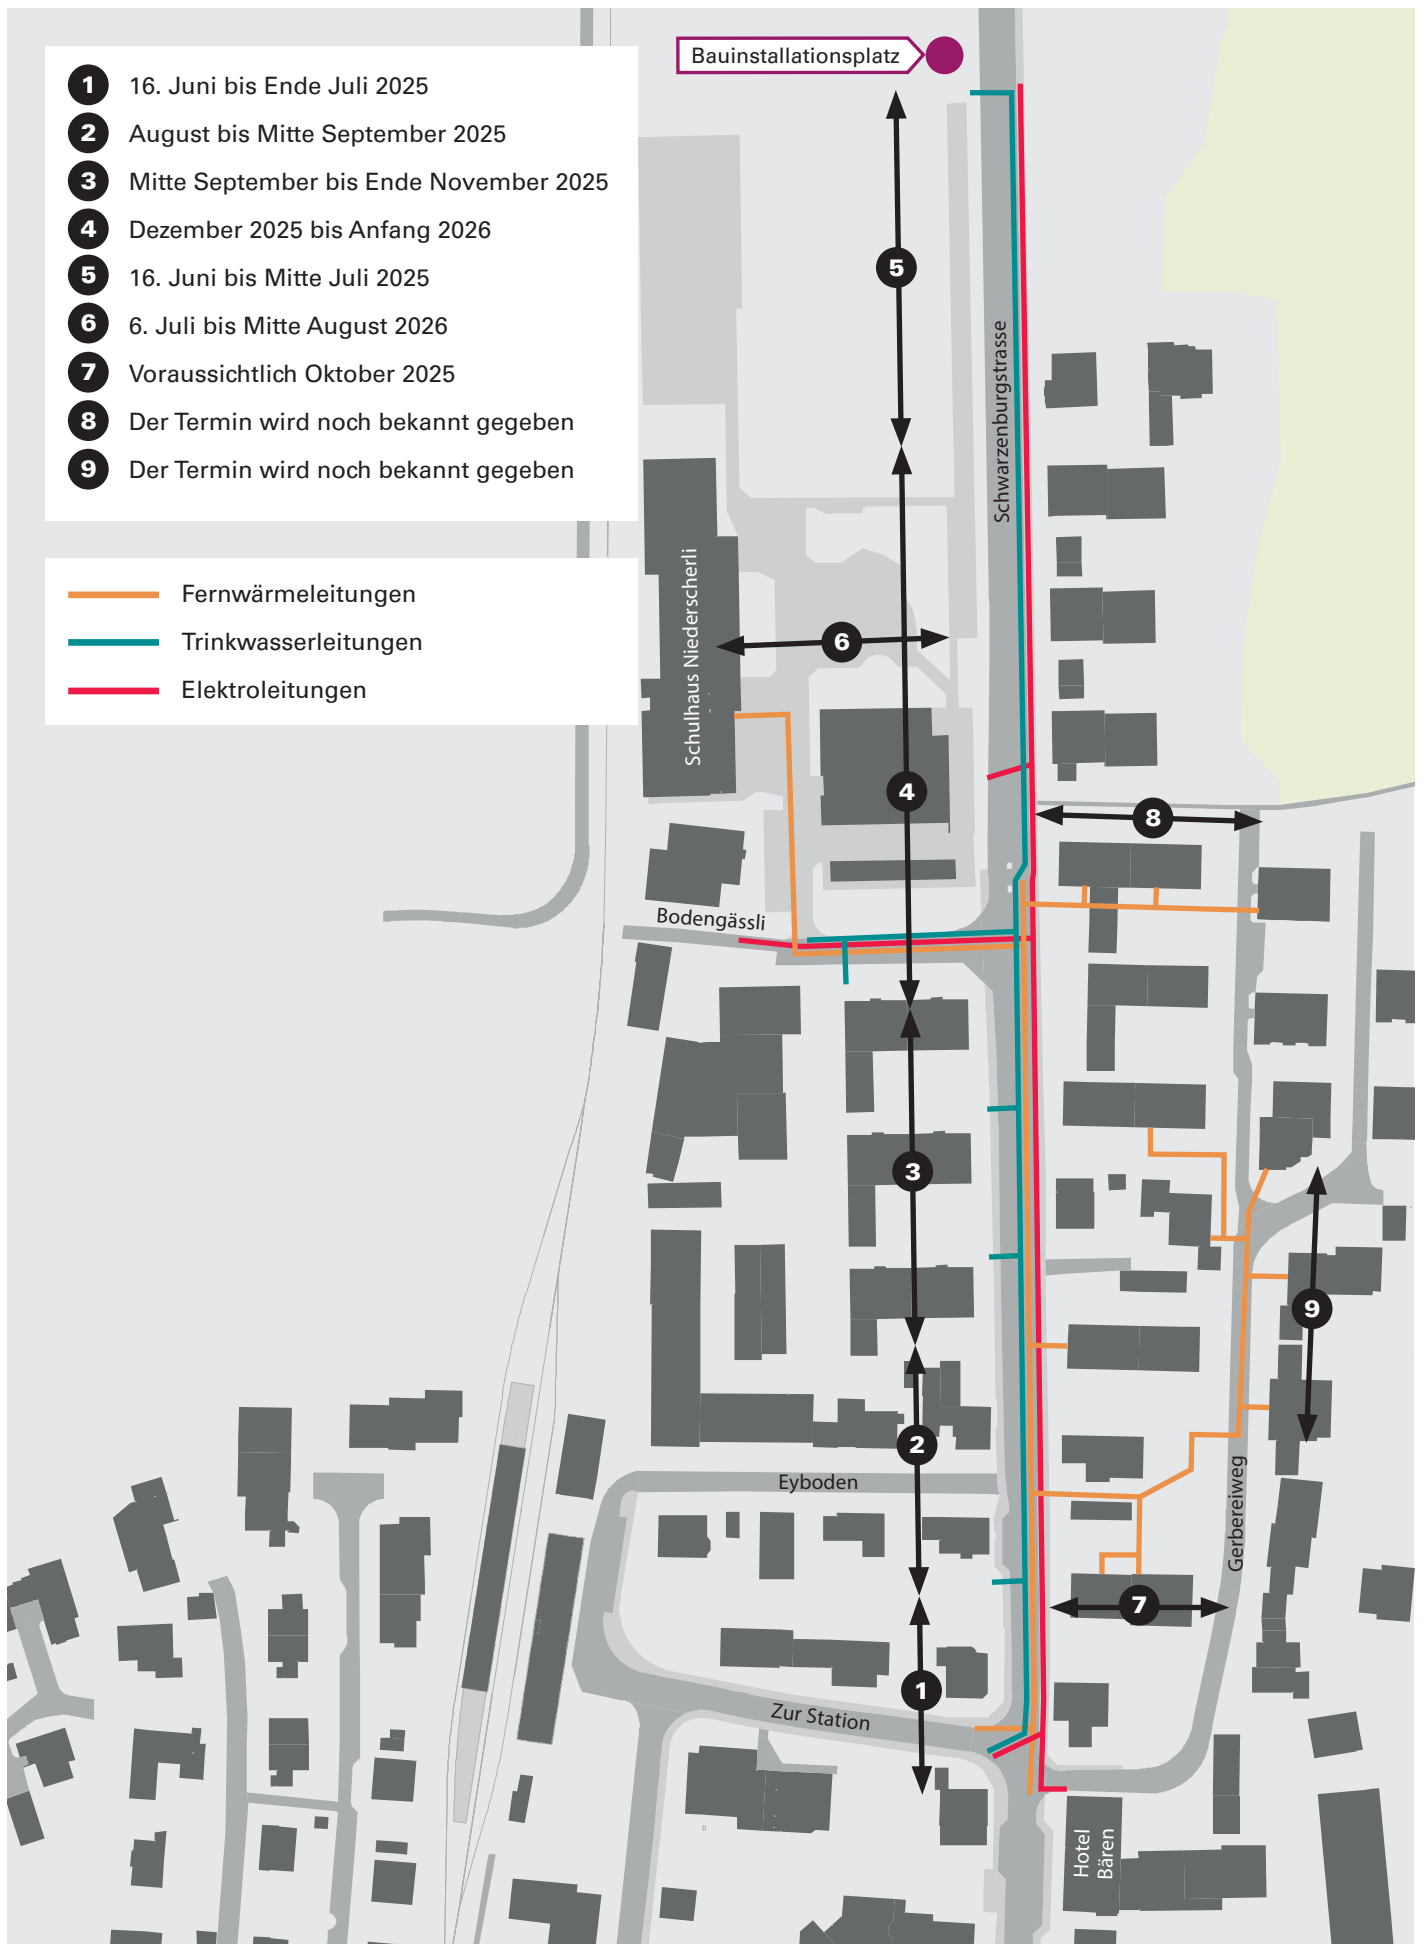 Bauinstallationsplatz
1 16. Juni bis Ende Juli 2025
2 August bis Mitte September 2025
3 Mitte September bis Ende November 2025
4 Dezember 2025 bis Anfang 2026
5 16. Juni bis Mitte Juli 2025
6 6. Juli bis Mitte August 2026
7 Voraussichtlich Oktober 2025
8 Der Termin wird noch bekannt gegeben
9 Der Termin wird noch bekannt gegeben
Fernwärmeleitungen
Trinkwasserleitungen
Elektroleitungen
5
Schwarzenburgstrasse
Schulhaus Niederscherli
6
4
8
Bodengässli
3
9
2
Eyboden
Gerbereiweg
7
1
Zur Station
Hotel
Bären